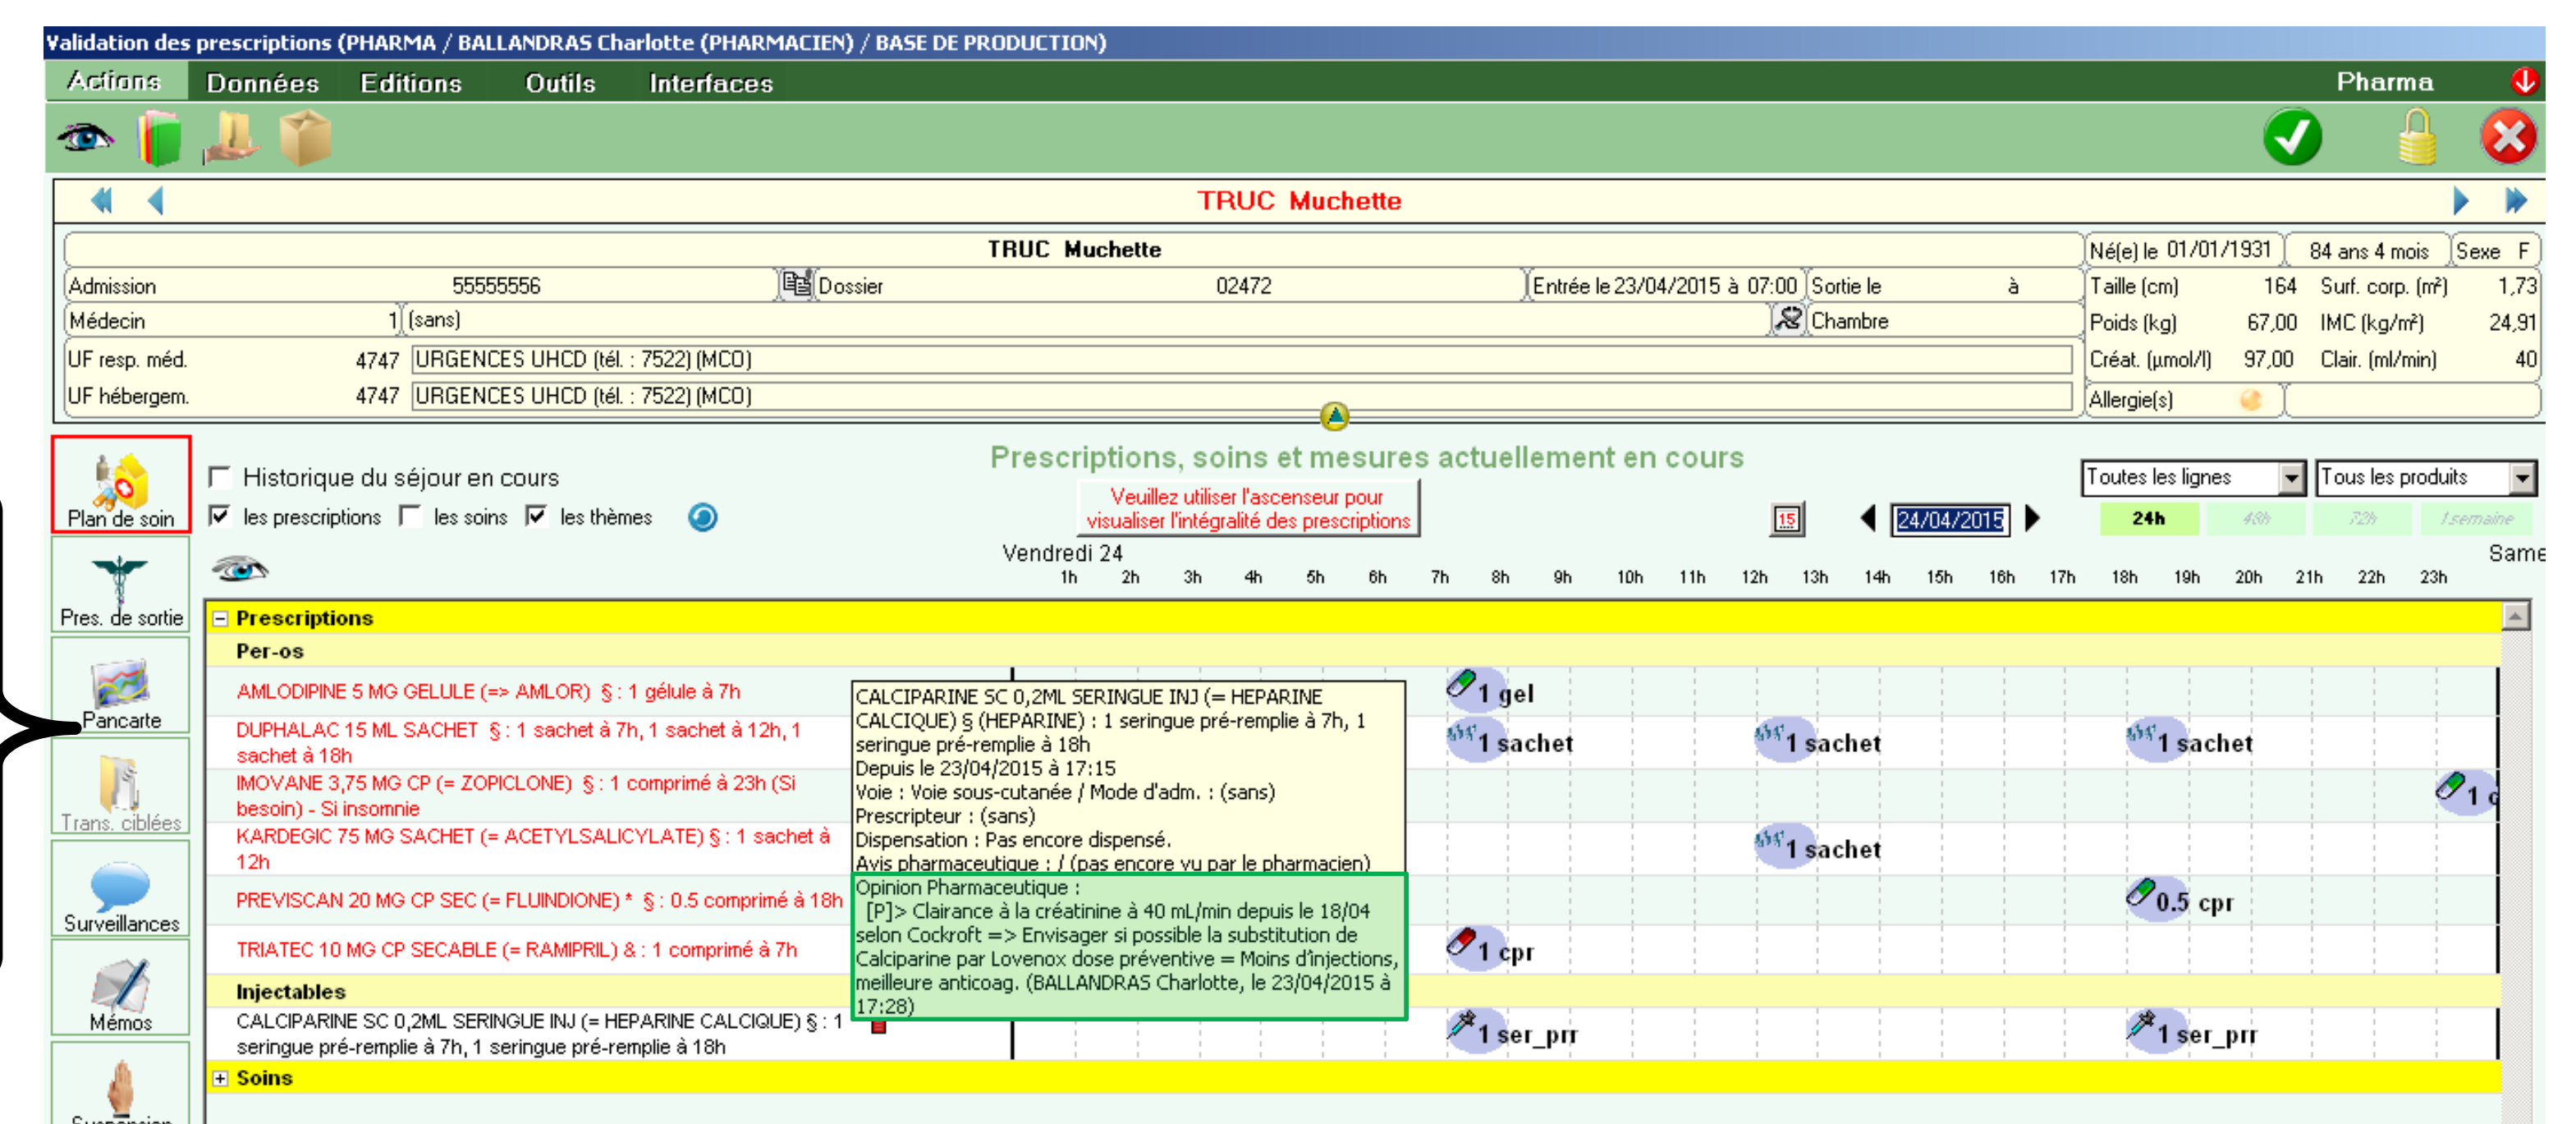 Validation des prescriptions (PHARMA / BALLANDRAS Charlotte (PHARMACIEN) / BASE DE PRODUCTION)
Actions Données Editions Outils Interfaces Pharma
TRUC Muchette
TRUC Muchette
Né(e) le 01/01/1931 84 ans 4 mois Sexe F
Admission 55555556 Dossier 02472 Entrée le 23/04/2015 à 07:00 Sortie le à
Taille (cm) 164 Surf. corp. (m²) 1,73
Médecin 1 (sans) Chambre
Poids (kg) 67,00 IMC (kg/m²) 24,91
UF resp. méd. 4747 URGENCES UHCD (tél. : 7522) (MCO)
Créat. (µmol/l) 97,00 Clair. (ml/min) 40
UF hébergem. 4747 URGENCES UHCD (tél. : 7522) (MCO)
Allergie(s)
Plan de soin
Pres. de sortie
Pancarte
Trans. ciblées
Surveillances
Mémos
Prescriptions, soins et mesures actuellement en cours
Historique du séjour en cours
les prescriptions les soins les thèmes
Veuillez utiliser l'ascenseur pour
visualiser l'intégralité des prescriptions
Toutes les lignes Tous les produits
15 24/04/2015 24h 48h 72h 1 semaine
Vendredi 24 Same
1h 2h 3h 4h 5h 6h 7h 8h 9h 10h 11h 12h 13h 14h 15h 16h 17h 18h 19h 20h 21h 22h 23h
Prescriptions
Per-os
AMLODIPINE 5 MG GELULE (=> AMLOR) § : 1 gélule à 7h
1 gel
DUPHALAC 15 ML SACHET § : 1 sachet à 7h, 1 sachet à 12h, 1
sachet à 18h
1 sachet 1 sachet 1 sachet
IMOVANE 3,75 MG CP (= ZOPICLONE) § : 1 comprimé à 23h (Si
besoin) - Si insomnie
1 c
KARDEGIC 75 MG SACHET (= ACETYLSALICYLATE) § : 1 sachet à
12h
1 sachet
PREVISCAN 20 MG CP SEC (= FLUINDIONE) * § : 0.5 comprimé à 18h
0.5 cpr
TRIATEC 10 MG CP SECABLE (= RAMIPRIL) & : 1 comprimé à 7h
1 cpr
Injectables
CALCIPARINE SC 0,2ML SERINGUE INJ (= HEPARINE CALCIQUE) § : 1
seringue pré-remplie à 7h, 1 seringue pré-remplie à 18h
1 ser_prr 1 ser_prr
Soins
CALCIPARINE SC 0,2ML SERINGUE INJ (= HEPARINE
CALCIQUE) § (HEPARINE) : 1 seringue pré-remplie à 7h, 1
seringue pré-remplie à 18h
Depuis le 23/04/2015 à 17:15
Voie : Voie sous-cutanée / Mode d'adm. : (sans)
Prescripteur : (sans)
Dispensation : Pas encore dispensé.
Avis pharmaceutique : / (pas encore vu par le pharmacien)
Opinion Pharmaceutique :
[P]> Clairance à la créatinine à 40 mL/min depuis le 18/04
selon Cockroft => Envisager si possible la substitution de
Calciparine par Lovenox dose préventive = Moins d'injections,
meilleure anticoag. (BALLANDRAS Charlotte, le 23/04/2015 à
17:28)